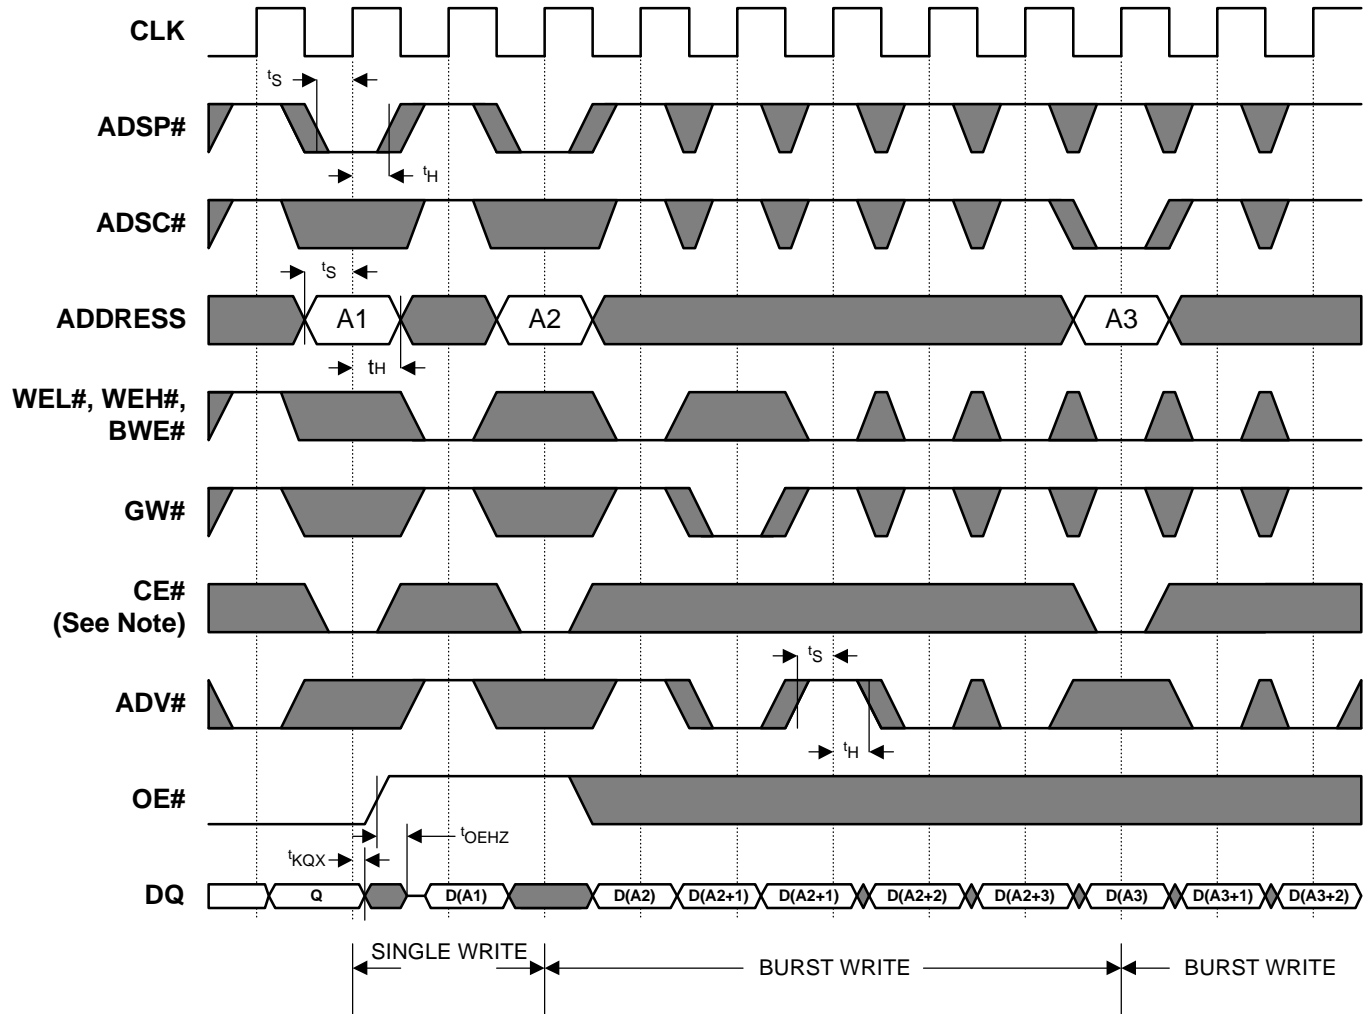 CLK
tS
ADSP#
tH
ADSC#
tS
ADDRESS A1 A2 A3
tH
WEL#, WEH#,
BWE#
GW#
CE#
(See Note)
tS
ADV#
tH
OE#
tOEHZ
tKQX
DQ Q D(A1) D(A2) D(A2+1) D(A2+1) D(A2+2) D(A2+3) D(A3) D(A3+1) D(A3+2)
SINGLE WRITE BURST WRITE BURST WRITE